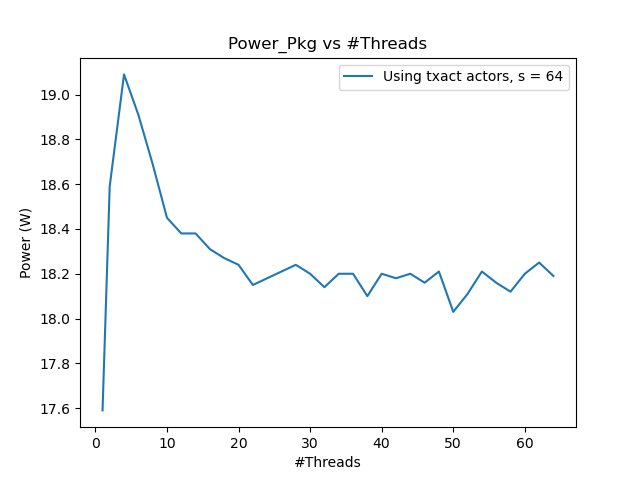 Power_Pkg vs #Threads
Using txact actors, s = 64
Power (W)
19.0
18.8
18.6
18.4
18.2
18.0
17.8
17.6
0 10 20 30 40 50 60
#Threads